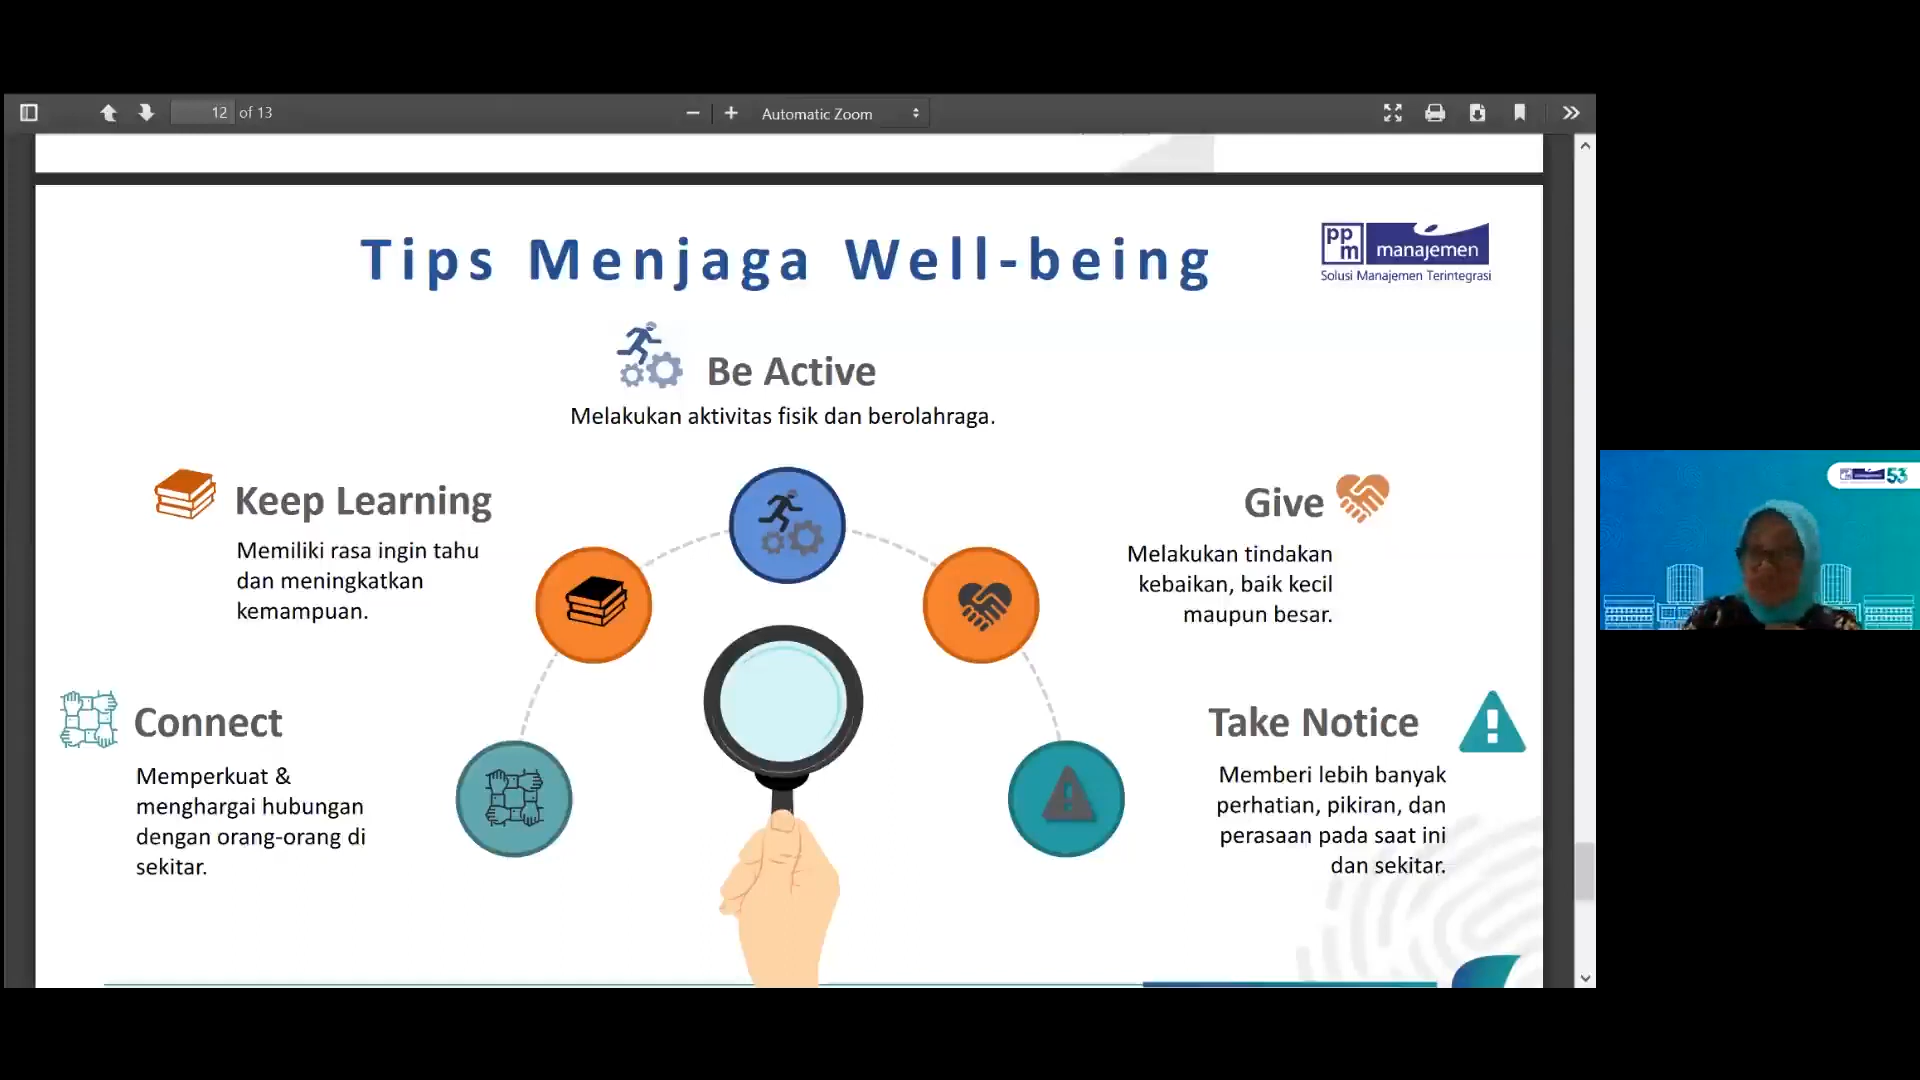 12 of 13
Automatic Zoom
Tips Menjaga Well-being
ppm manajemen
Solusi Manajemen Terintegrasi
Be Active
Melakukan aktivitas fisik dan berolahraga.
Keep Learning
Memiliki rasa ingin tahu
dan meningkatkan
kemampuan.
Give
Melakukan tindakan
kebaikan, baik kecil
maupun besar.
Connect
Memperkuat &
menghargai hubungan
dengan orang-orang di
sekitar.
Take Notice
Memberi lebih banyak
perhatian, pikiran, dan
perasaan pada saat ini
dan sekitar.
53